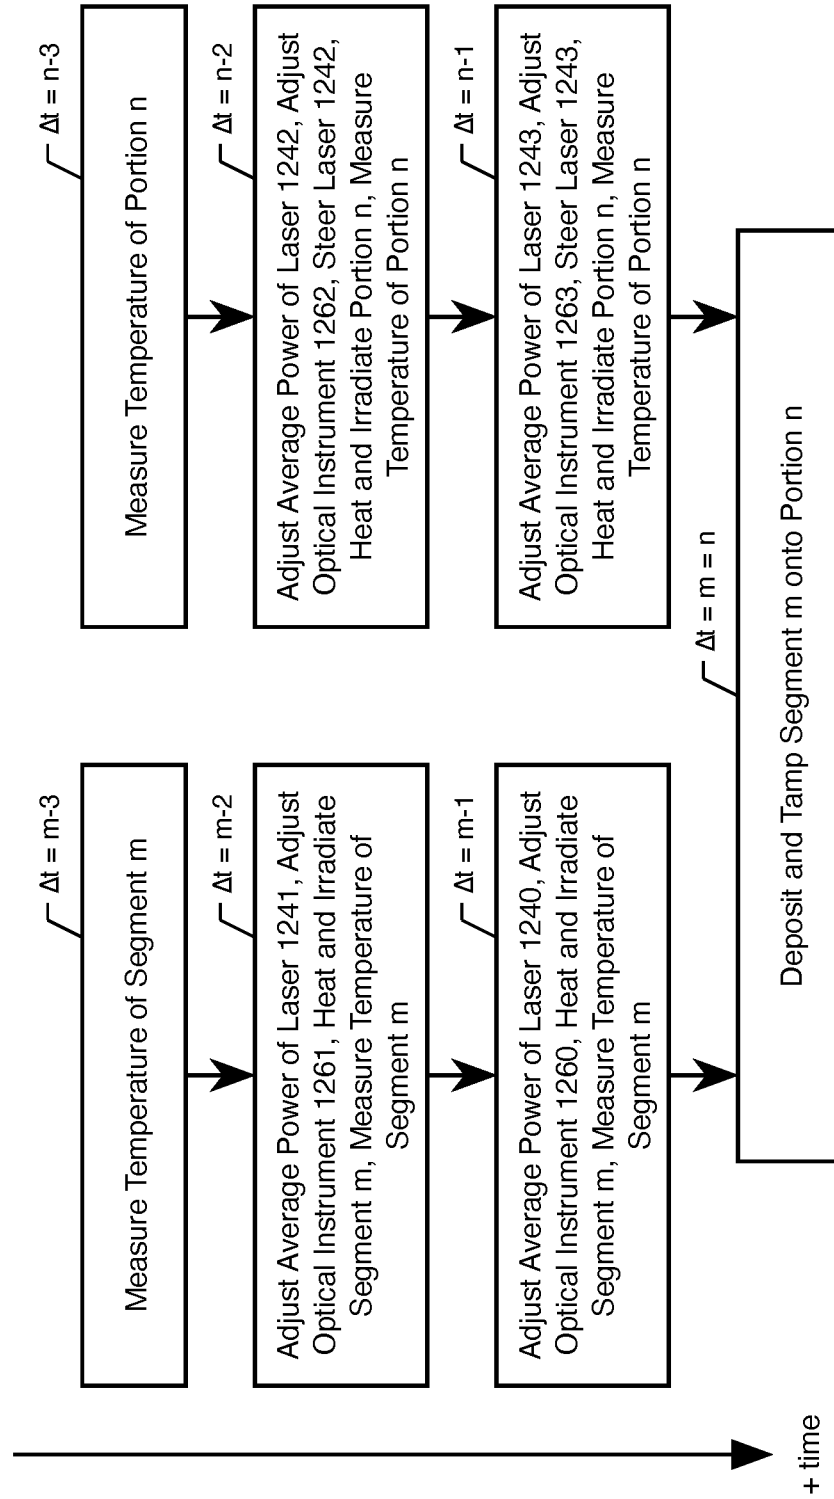 Δt = m-3
Measure Temperature of Segment m
Δt = m-2
Adjust Average Power of Laser 1241, Adjust
Optical Instrument 1261, Heat and Irradiate
Segment m, Measure Temperature of
Segment m
Δt = m-1
Adjust Average Power of Laser 1240, Adjust
Optical Instrument 1260, Heat and Irradiate
Segment m, Measure Temperature of
Segment m
Δt = n-3
Measure Temperature of Portion n
Δt = n-2
Adjust Average Power of Laser 1242, Adjust
Optical Instrument 1262, Steer Laser 1242,
Heat and Irradiate Portion n, Measure
Temperature of Portion n
Δt = n-1
Adjust Average Power of Laser 1243, Adjust
Optical Instrument 1263, Steer Laser 1243,
Heat and Irradiate Portion n, Measure
Temperature of Portion n
Δt = m = n
Deposit and Tamp Segment m onto Portion n
+ time